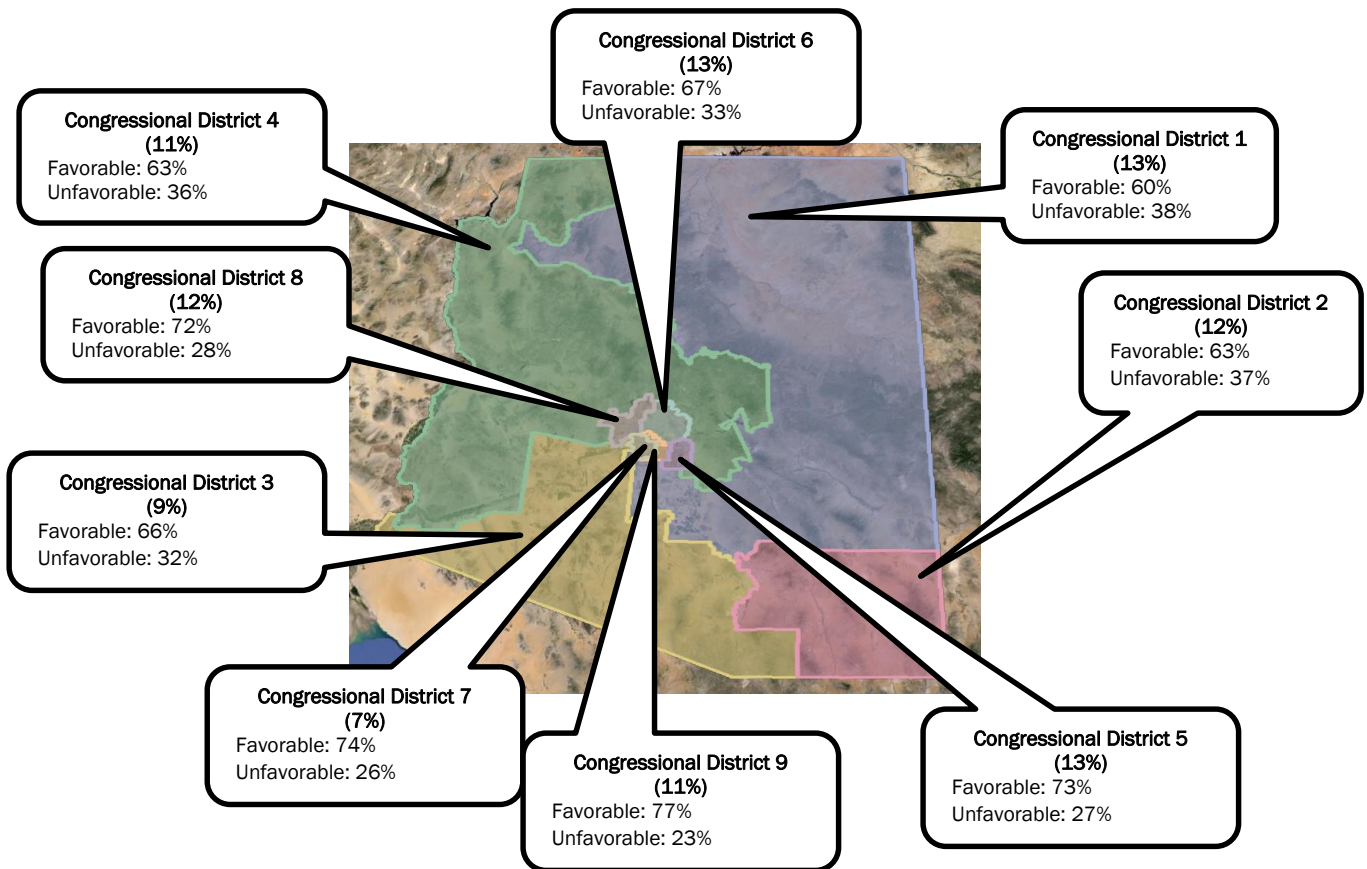 Congressional District 6
(13%)
Favorable: 67%
Unfavorable: 33%
Congressional District 4
(11%)
Favorable: 63%
Unfavorable: 36%
Congressional District 1
(13%)
Favorable: 60%
Unfavorable: 38%
Congressional District 8
(12%)
Favorable: 72%
Unfavorable: 28%
Congressional District 2
(12%)
Favorable: 63%
Unfavorable: 37%
Congressional District 3
(9%)
Favorable: 66%
Unfavorable: 32%
Congressional District 7
(7%)
Favorable: 74%
Unfavorable: 26%
Congressional District 9
(11%)
Favorable: 77%
Unfavorable: 23%
Congressional District 5
(13%)
Favorable: 73%
Unfavorable: 27%